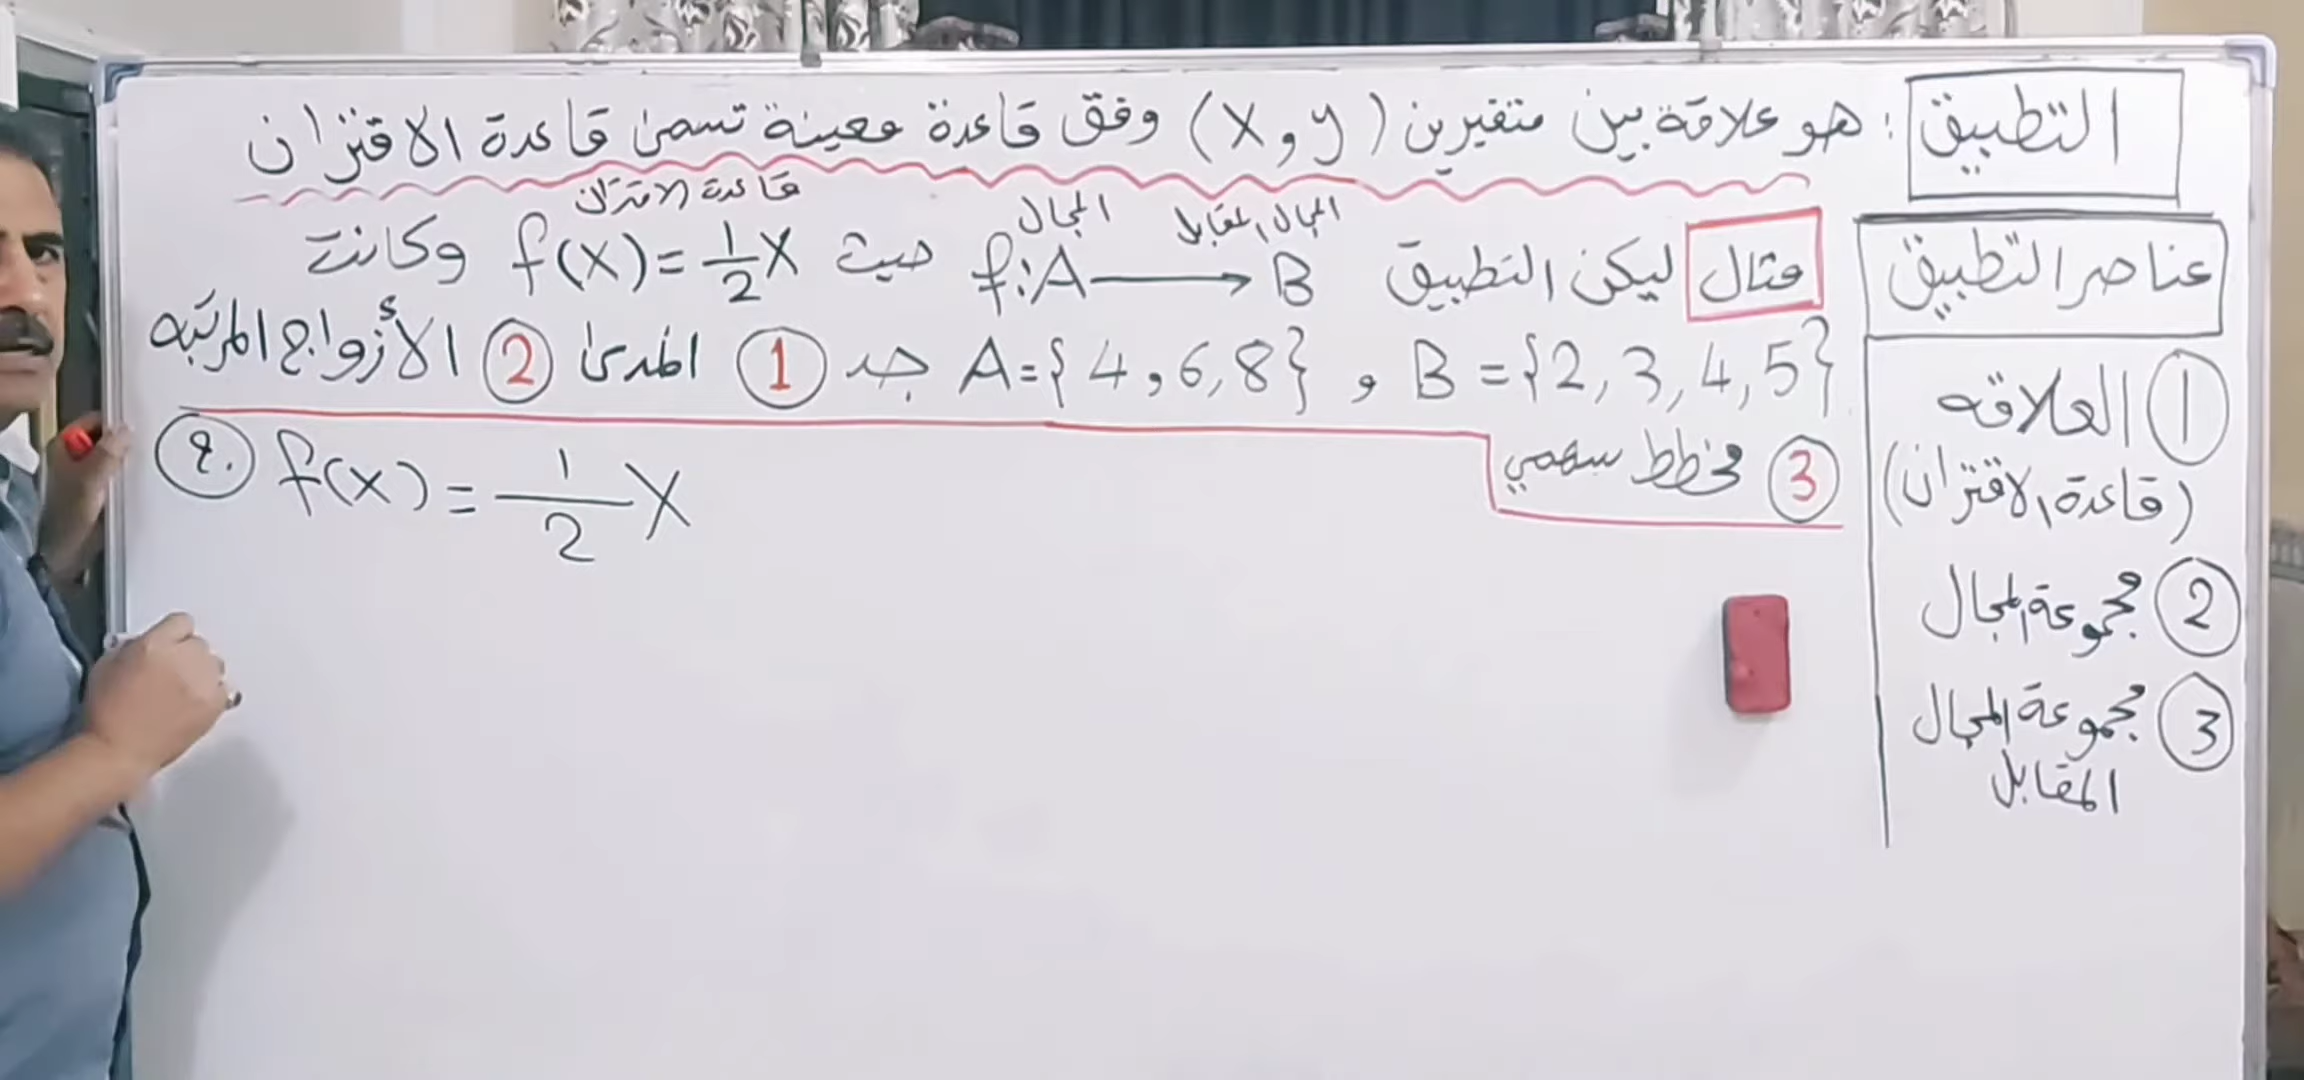 التطبيق : هو علاقة بين متغيرين (X , y) وفق قاعدة معينة تسمى قاعدة الاقتران
قاعدة الاقتران
المجال
المجال المقابل
مثال ليكن التطبيق f:A → B حيث f(X) = 1/2 X وكانت
A={4 , 6, 8} , B ={2, 3, 4, 5} جد ① المدى ② الأزواج المرتبه
③ مخطط سهمي
f(x) = 1/2 X
عناصر التطبيق
① العلاقه
(قاعدة الاقتران)
② مجموعة المجال
③ مجموعة المجال
المقابل